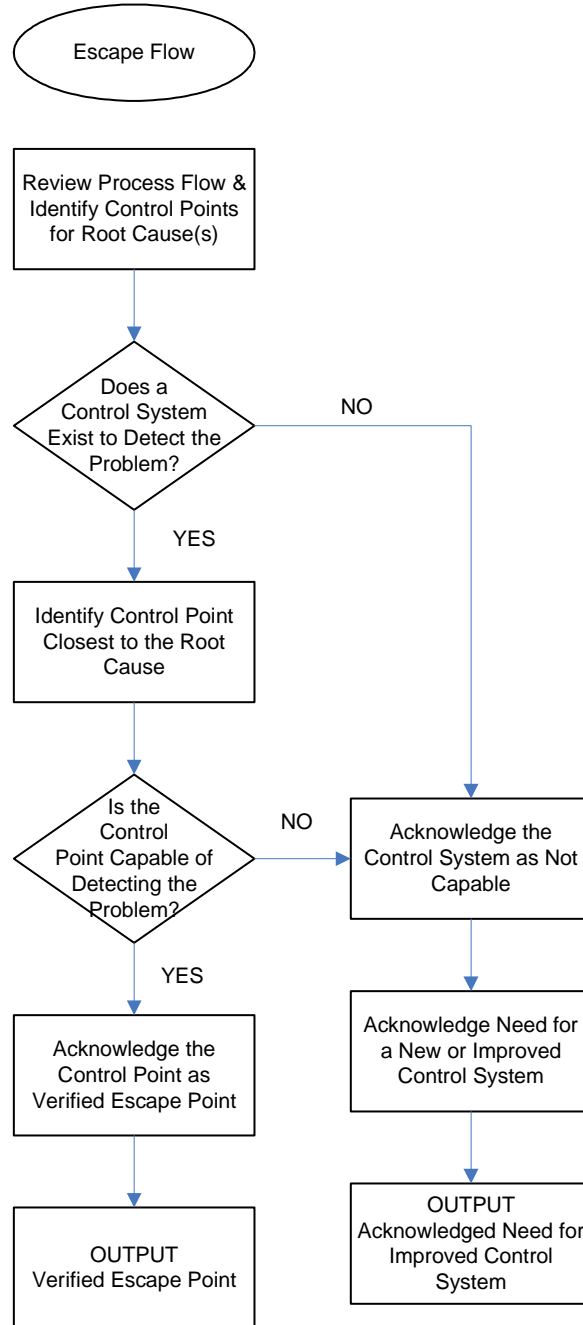 Escape Flow
Review Process Flow &
Identify Control Points
for Root Cause(s)
Does a
Control System
Exist to Detect the
Problem?
NO
YES
Identify Control Point
Closest to the Root
Cause
Is the
Control
Point Capable of
Detecting the
Problem?
NO
Acknowledge the
Control System as Not
Capable
YES
Acknowledge the
Control Point as
Verified Escape Point
Acknowledge Need for
a New or Improved
Control System
OUTPUT
Verified Escape Point
OUTPUT
Acknowledged Need for
Improved Control
System